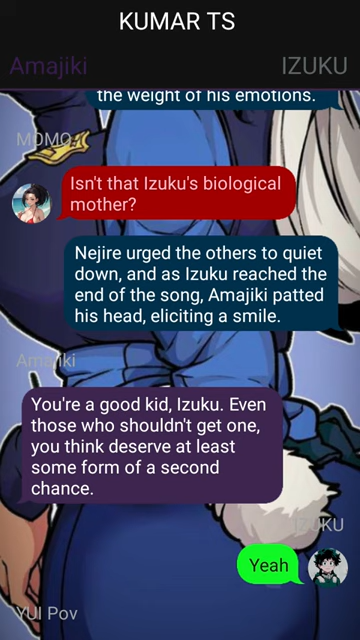 KUMAR TS
Amajiki
IZUKU
the weight of his emotions.
MOMO
Isn't that Izuku's biological
mother?
Nejire urged the others to quiet
down, and as Izuku reached the
end of the song, Amajiki patted
his head, eliciting a smile.
Amajiki
You're a good kid, Izuku. Even
those who shouldn't get one,
you think deserve at least
some form of a second
chance.
IZUKU
Yeah
YUI Pov